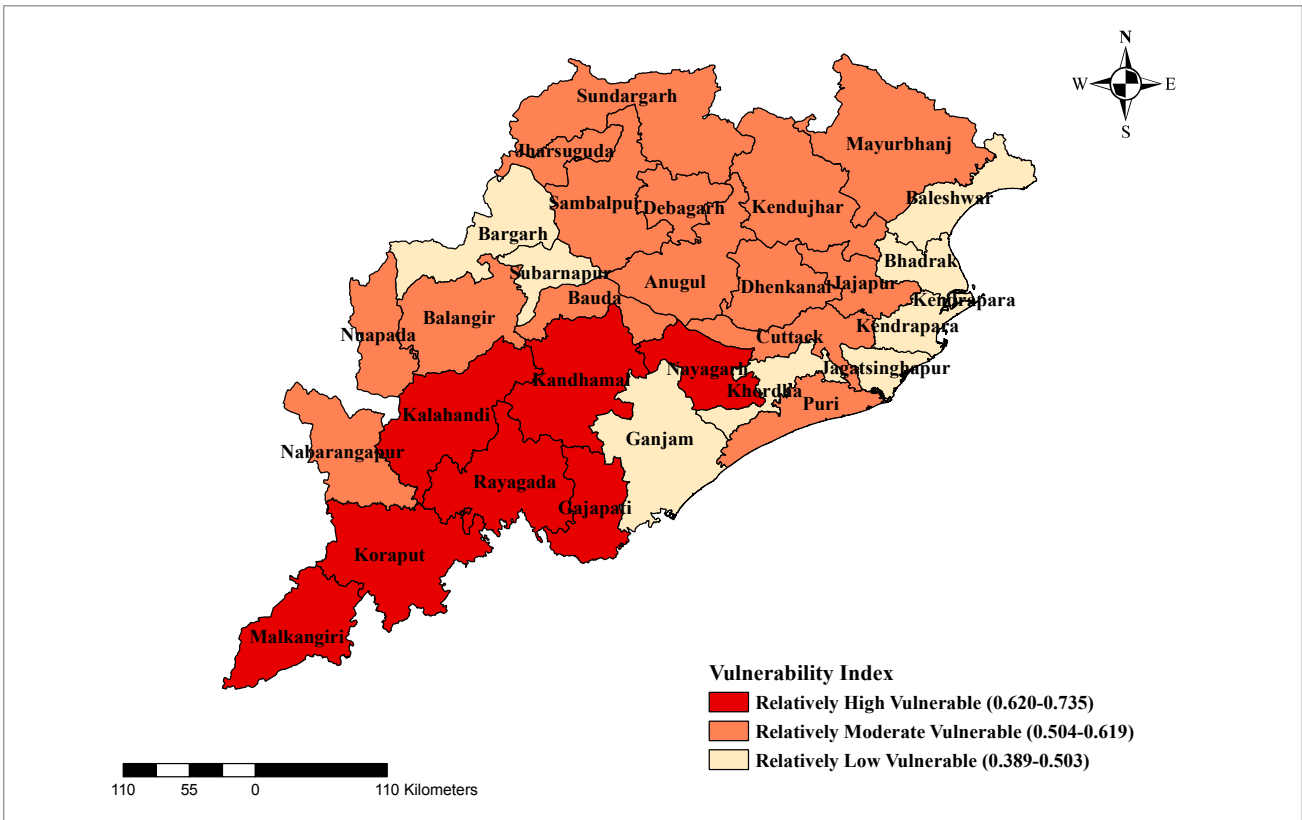 N
W E
S
Sundargarh
Mayurbhanj
Jharsuguda
Baleshwar
Sambalpur
Debagarh
Kendujhar
Bargarh
Bhadrak
Subarnapur
Anugul
Dhenkanal
Jajapur
Bauda
Kendrapara
Balangir
Nuapada
Kendrapara
Cuttack
Nayagarh
Jagatsinghapur
Kandhamal
Khordha
Puri
Kalahandi
Ganjam
Nabarangapur
Rayagada
Gajapati
Koraput
Malkangiri
Vulnerability Index
Relatively High Vulnerable (0.620-0.735)
Relatively Moderate Vulnerable (0.504-0.619)
Relatively Low Vulnerable (0.389-0.503)
110 55 0 110 Kilometers